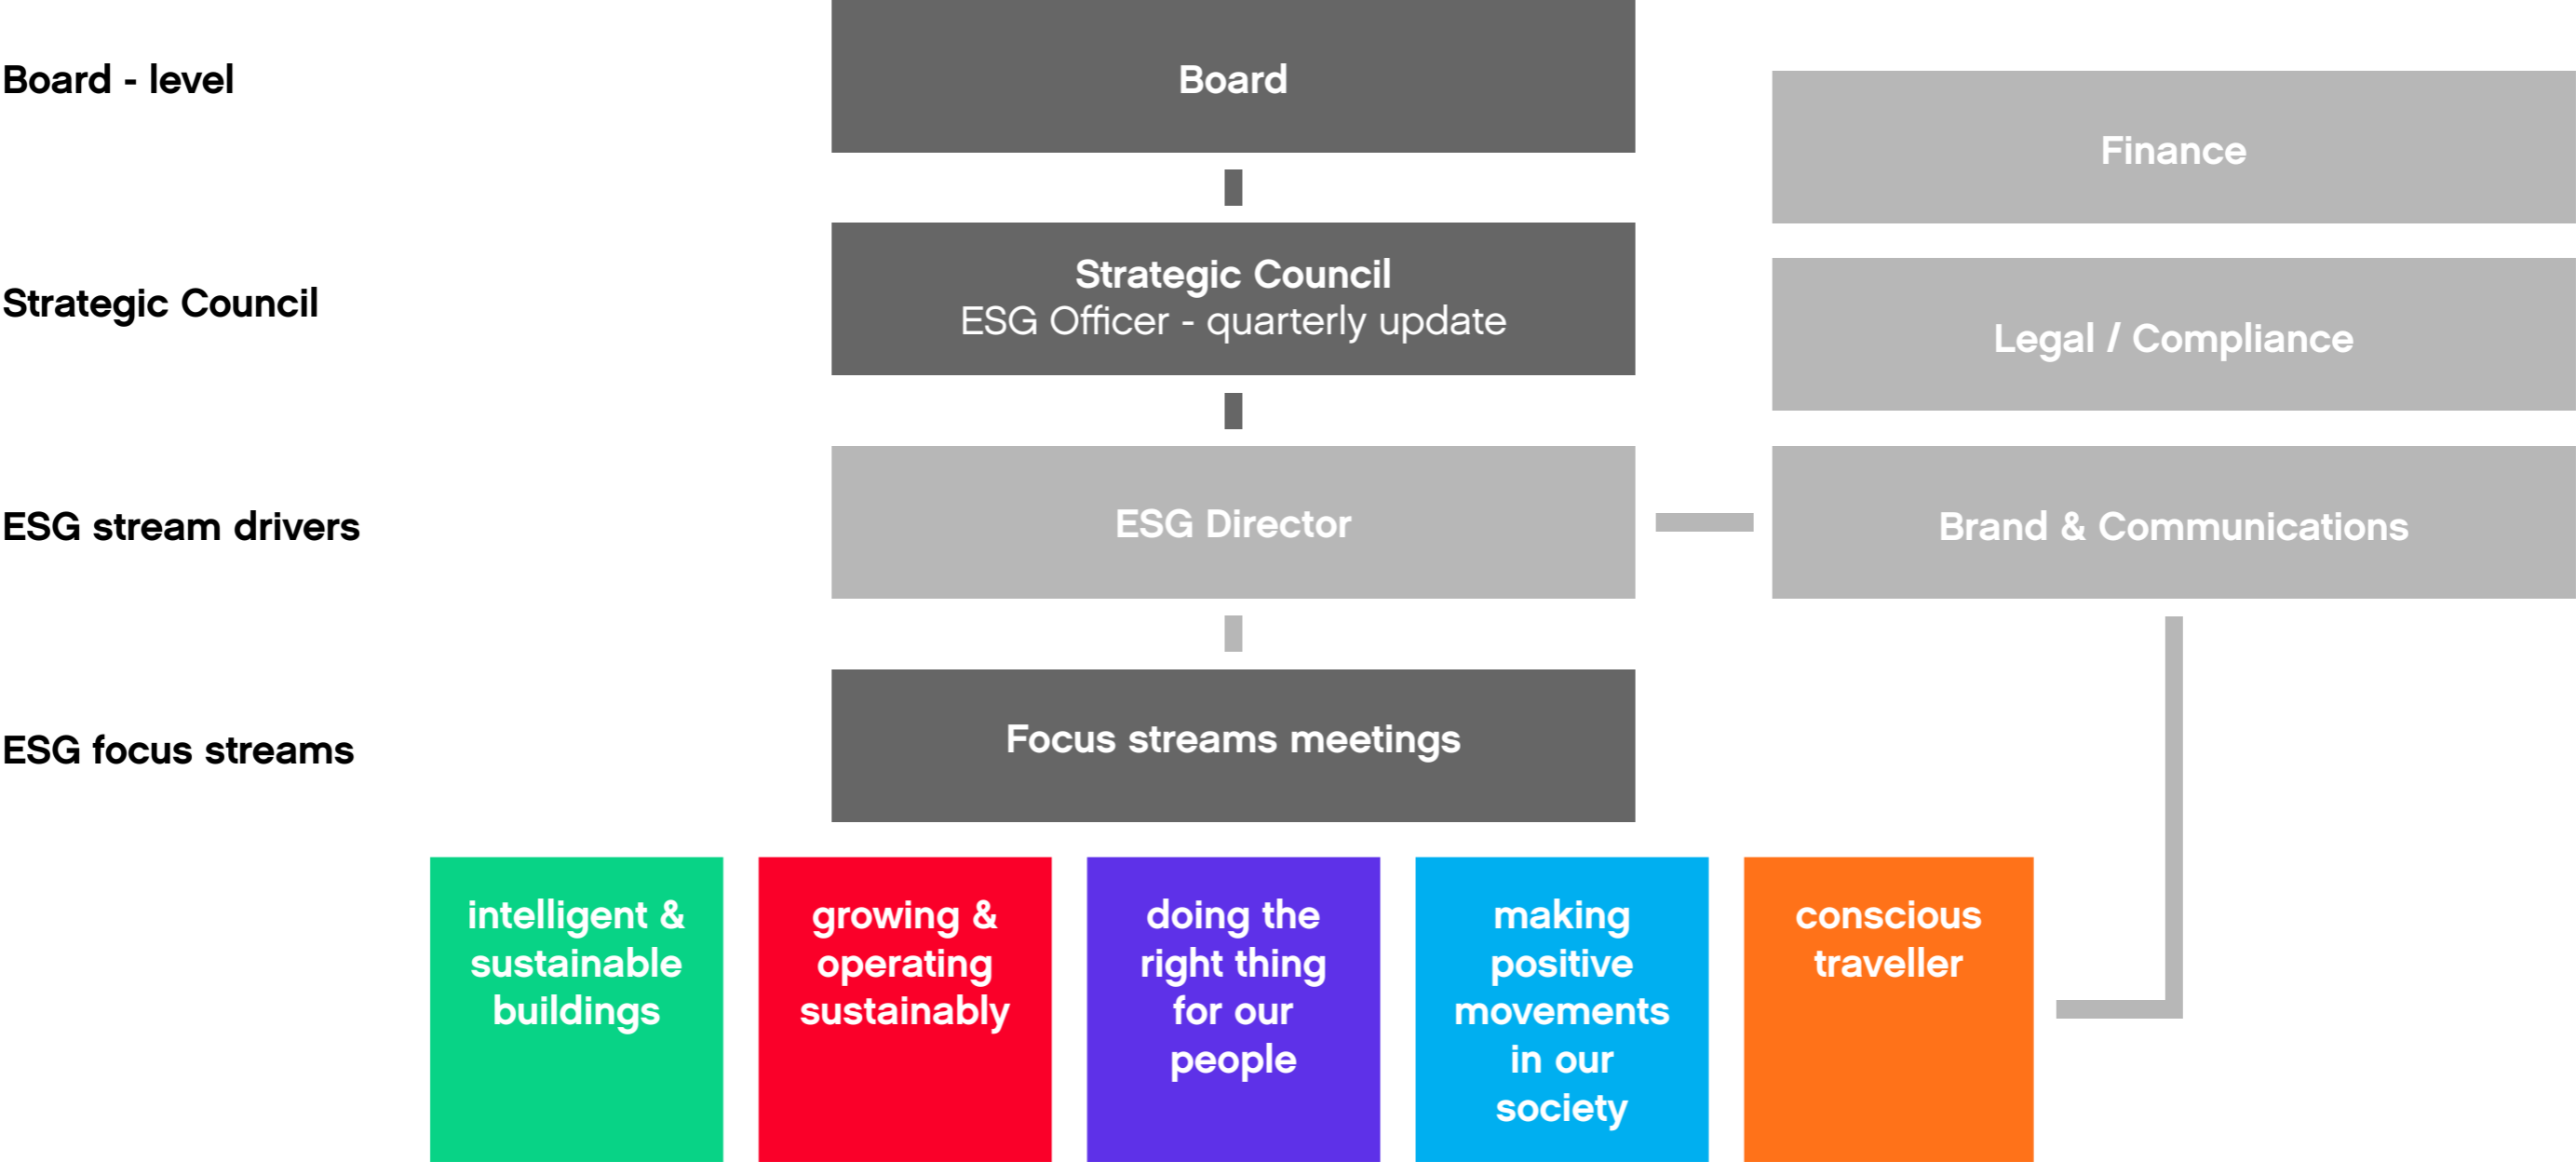 Board - level
Board
Finance
Strategic Council
Strategic Council
ESG Officer - quarterly update
Legal / Compliance
ESG stream drivers
ESG Director
Brand & Communications
ESG focus streams
Focus streams meetings
intelligent &
sustainable
buildings
growing &
operating
sustainably
doing the
right thing
for our
people
making
positive
movements
in our
society
conscious
traveller